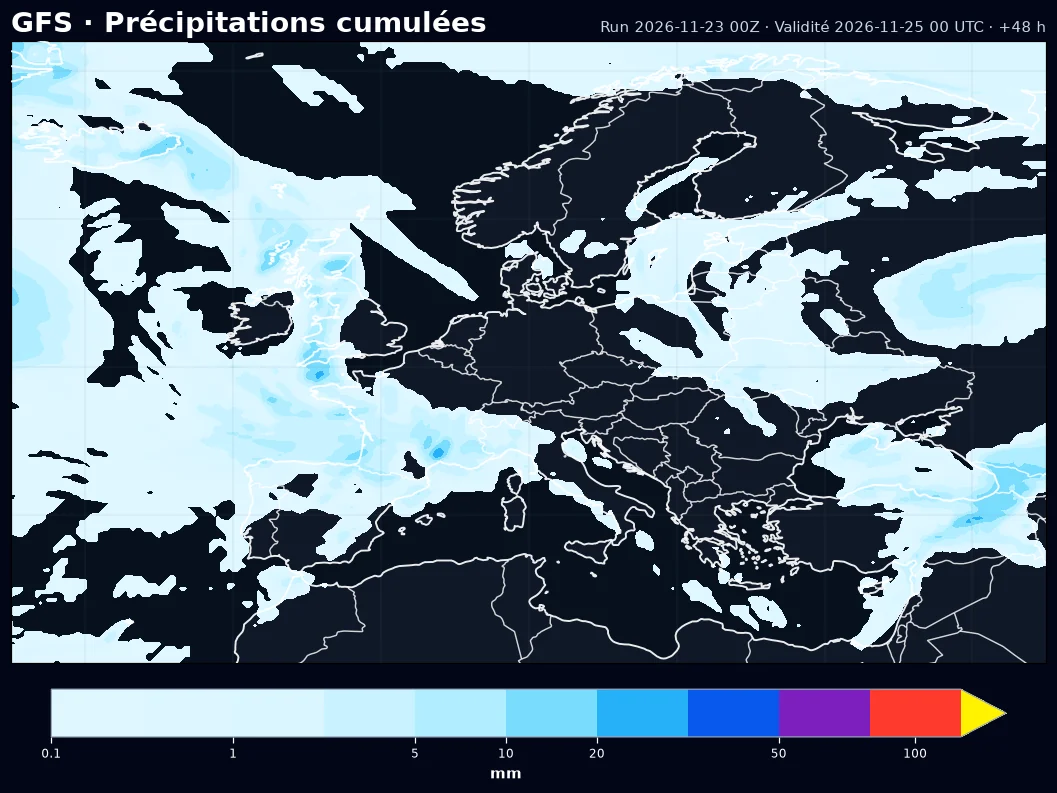 GFS · Précipitations cumulées
Run 2026-11-23 00Z · Validité 2026-11-25 00 UTC · +48 h
0.1 1 5 10 20 50 100
mm